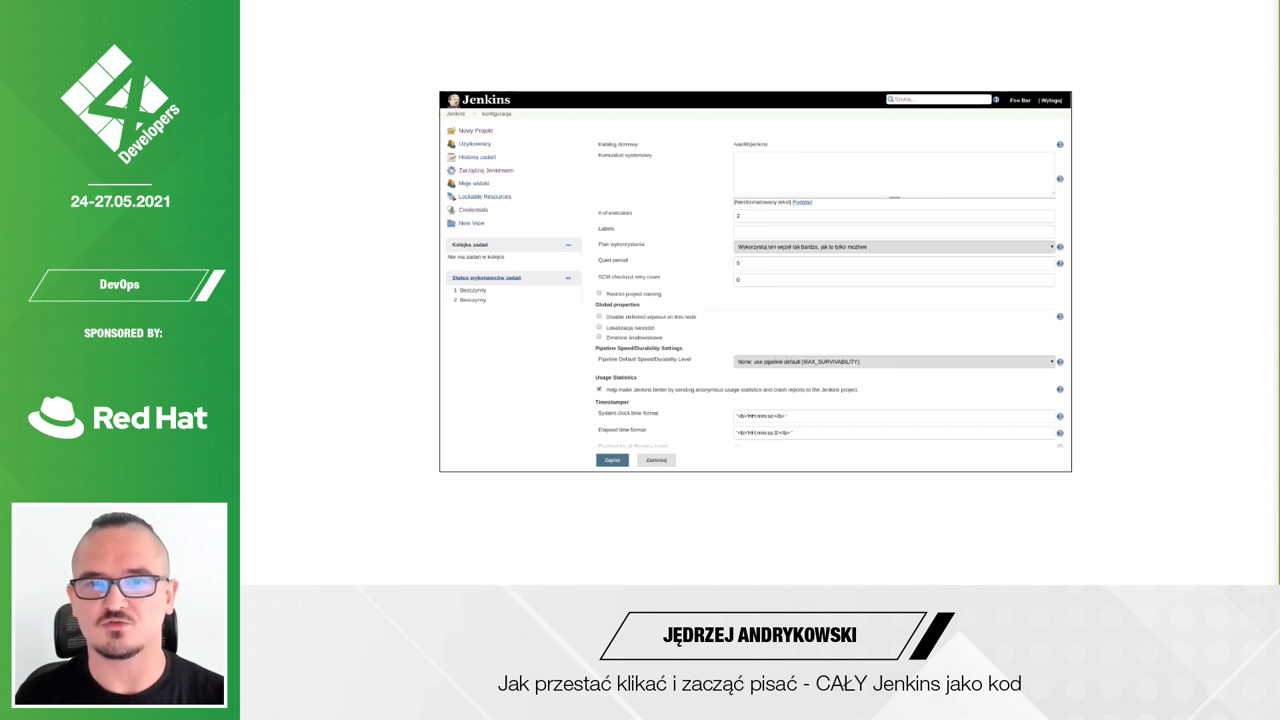 4
Developers
24-27.05.2021
DevOps
SPONSORED BY:
Red Hat
Jenkins
Szukaj...
Foo Bar
| Wyloguj
Jenkins
konfiguracja
Nowy Projekt
Użytkownicy
Historia zadań
Zarządzaj Jenkinsem
Moje widoki
Lockable Resources
Credentials
New View
Kolejka zadań
Nie ma zadań w kolejce
Status wykonawców zadań
1 Bezczynny
2 Bezczynny
Katalog domowy
/var/lib/jenkins
Komunikat systemowy
[Niesformatowany tekst] Podgląd
# of executors
2
Labels
Plan wykorzystania
Wykorzystuj ten węzeł tak bardzo, jak to tylko możliwe
Quiet period
5
SCM checkout retry count
0
Restrict project naming
Global properties
Disable deferred wipeout on this node
Lokalizacja narzędzi
Zmienne środowiskowe
Pipeline Speed/Durability Settings
Pipeline Default Speed/Durability Level
None: use pipeline default (MAX_SURVIVABILITY)
Usage Statistics
Help make Jenkins better by sending anonymous usage statistics and crash reports to the Jenkins project.
Timestamper
System clock time format
'<b>'HH:mm:ss'</b> '
Elapsed time format
'<b>'HH:mm:ss.S'</b> '
Zapisz
Zastosuj
JĘDRZEJ ANDRYKOWSKI
Jak przestać klikać i zacząć pisać - CAŁY Jenkins jako kod